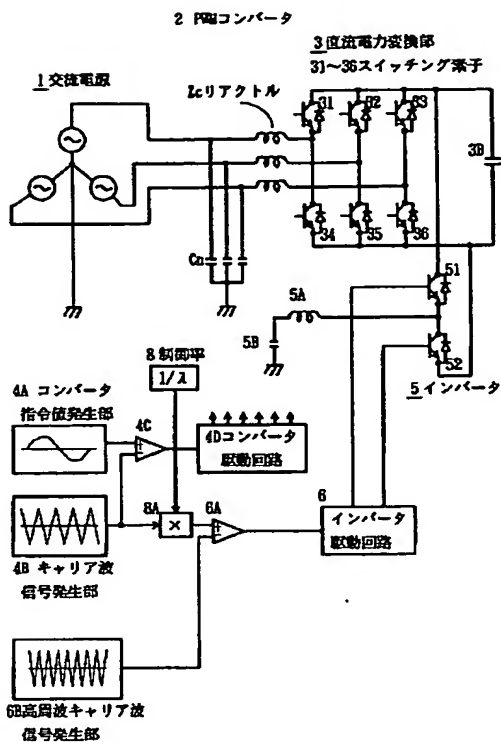 2 PWMコンバータ
3直流電力変換部
31~36スイッチング素子
1交流電源
Zcリアクトル
31
32
33
3B
34
35
36
Cn
51
5A
5B
52
5インバータ
8 制御率
1/λ
4A コンバータ
指令値発生部
4C
4Dコンバータ
駆動回路
8A
×
6A
6
インバータ
駆動回路
4B キャリア波
信号発生部
6B高周波キャリア波
信号発生部